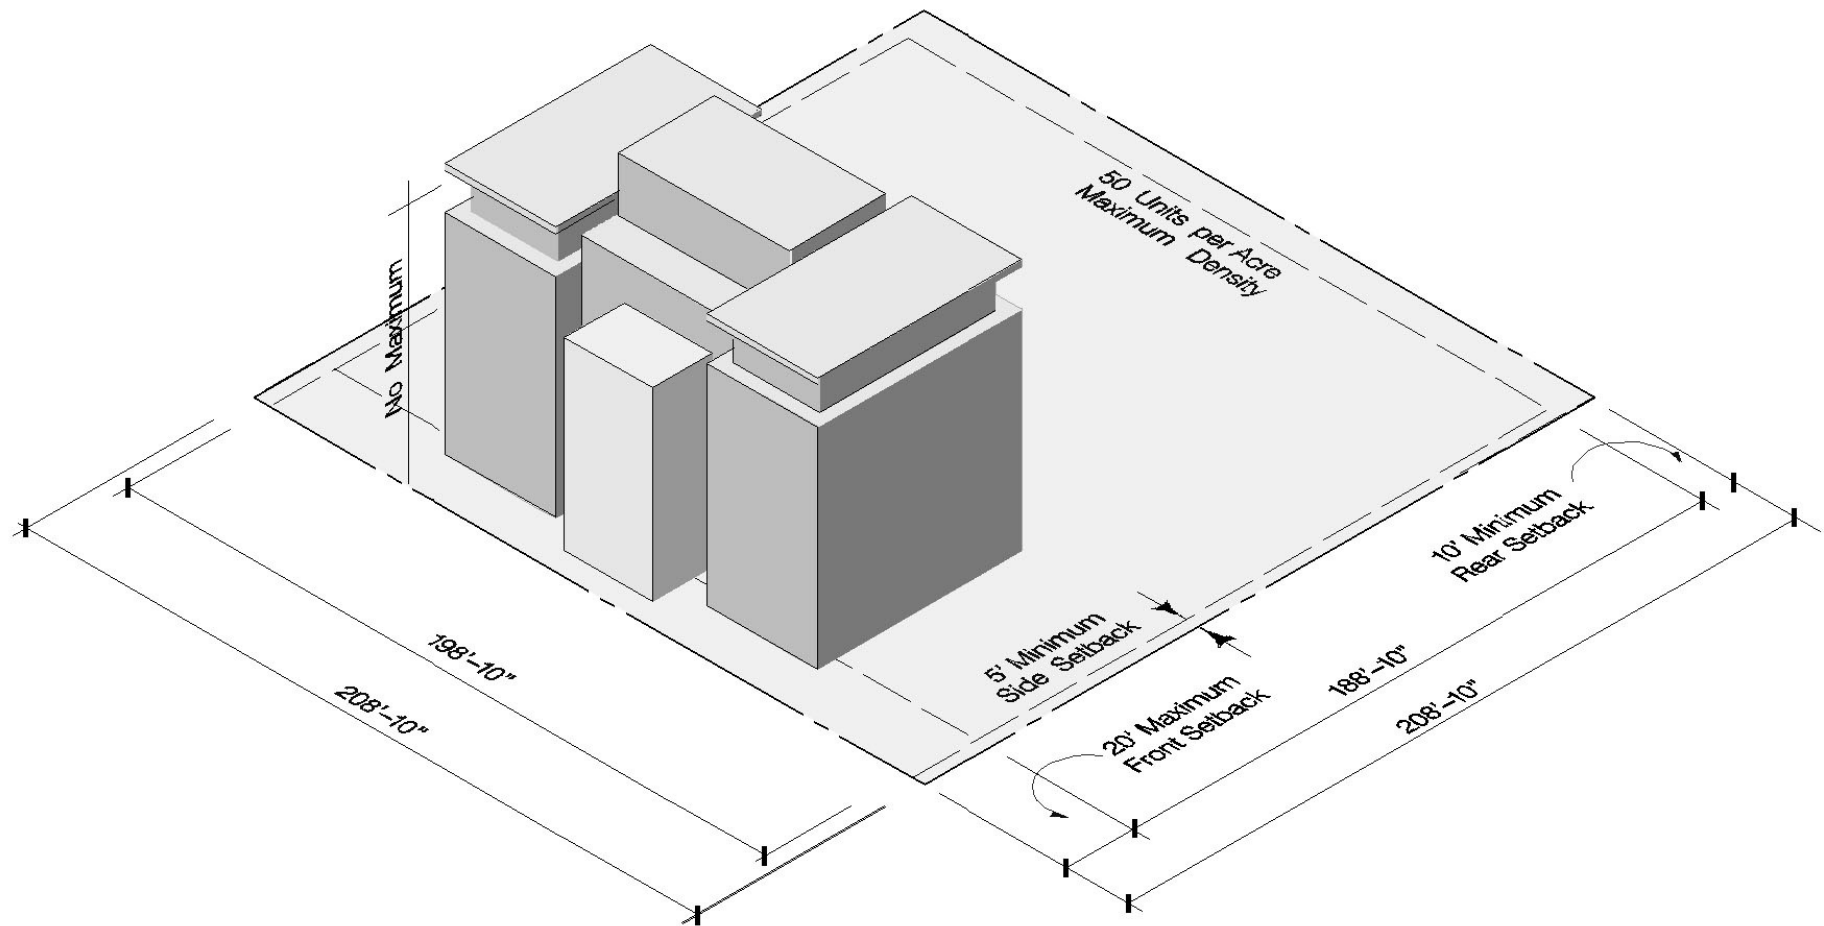 50 Units per Acre
Maximum Density
No Maximum
10' Minimum
Rear Setback
5' Minimum
Side Setback
20' Maximum
Front Setback
198'-10"
208'-10"
188'-10"
208'-10"